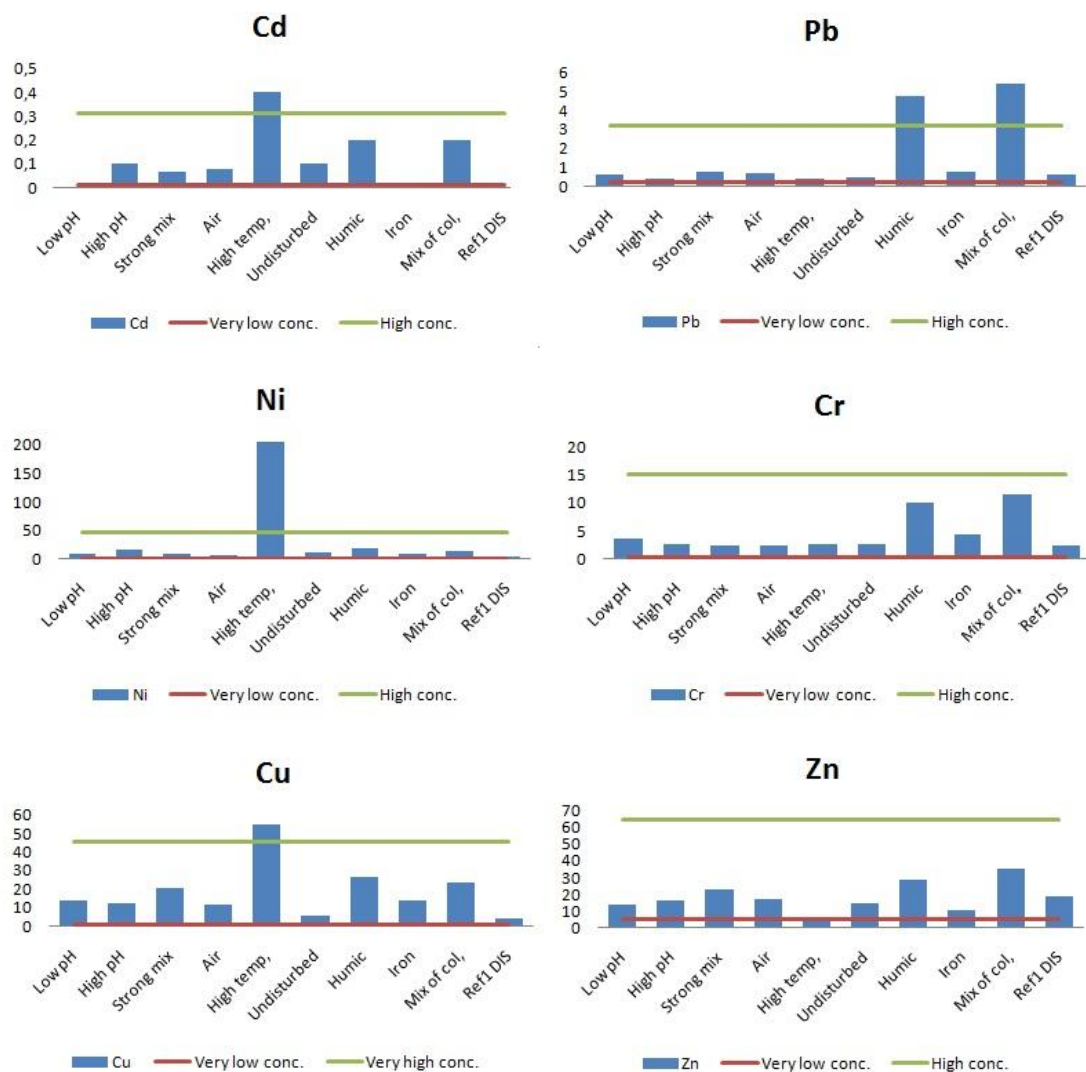 Cd
0,5
0,4
0,3
0,2
0,1
0
Low pH
High pH
Strong mix
Air
High temp,
Undisturbed
Humic
Iron
Mix of col,
Ref1 DIS
Cd Very low conc. High conc.
Pb
6
5
4
3
2
1
0
Low pH
High pH
Strong mix
Air
High temp,
Undisturbed
Humic
Iron
Mix of col,
Ref1 DIS
Pb Very low conc. High conc.
Ni
200
150
100
50
0
Low pH
High pH
Strong mix
Air
High temp,
Undisturbed
Humic
Iron
Mix of col,
Ref1 DIS
Ni Very low conc. High conc.
Cr
20
15
10
5
0
Low pH
High pH
Strong mix
Air
High temp,
Undisturbed
Humic
Iron
Mix of col,
Ref1 DIS
Cr Very low conc. High conc.
Cu
60
50
40
30
20
10
0
Low pH
High pH
Strong mix
Air
High temp,
Undisturbed
Humic
Iron
Mix of col,
Ref1 DIS
Cu Very low conc. Very high conc.
Zn
70
60
50
40
30
20
10
0
Low pH
High pH
Strong mix
Air
High temp,
Undisturbed
Humic
Iron
Mix of col,
Ref1 DIS
Zn Very low conc. High conc.